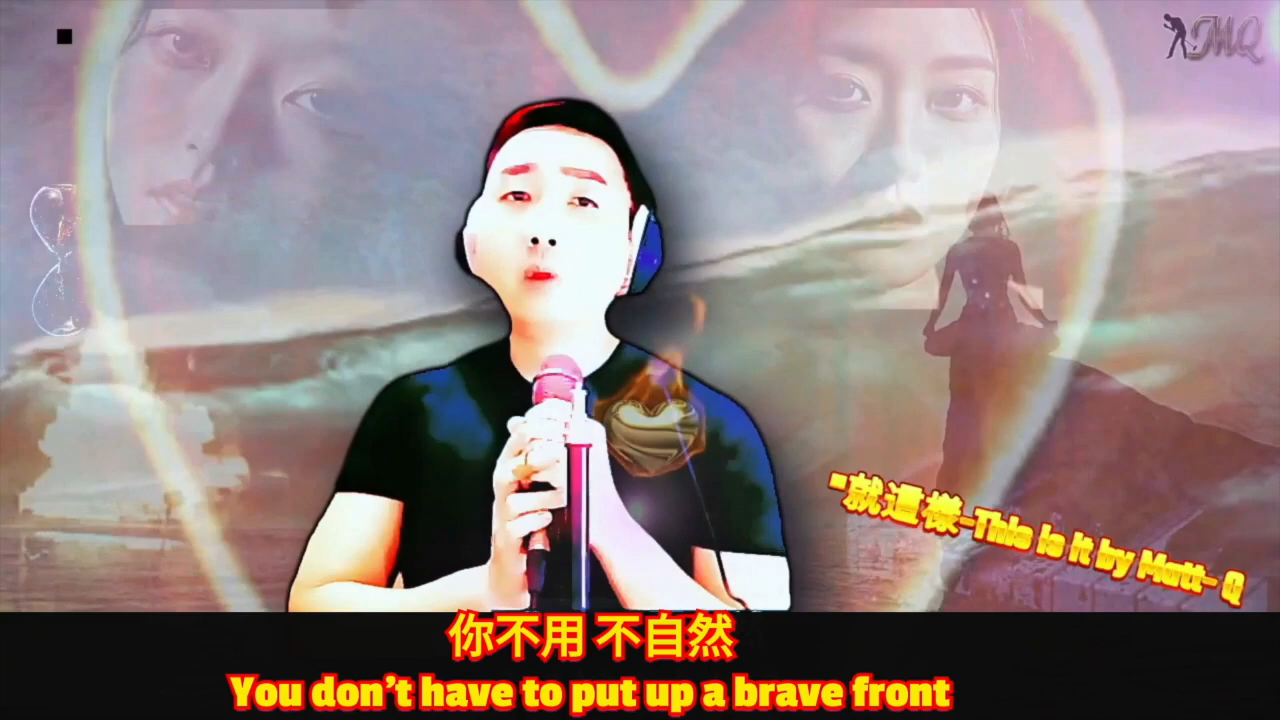 MQ
"就這樣-This is it by Matt- Q
你不用 不自然
You don't have to put up a brave front